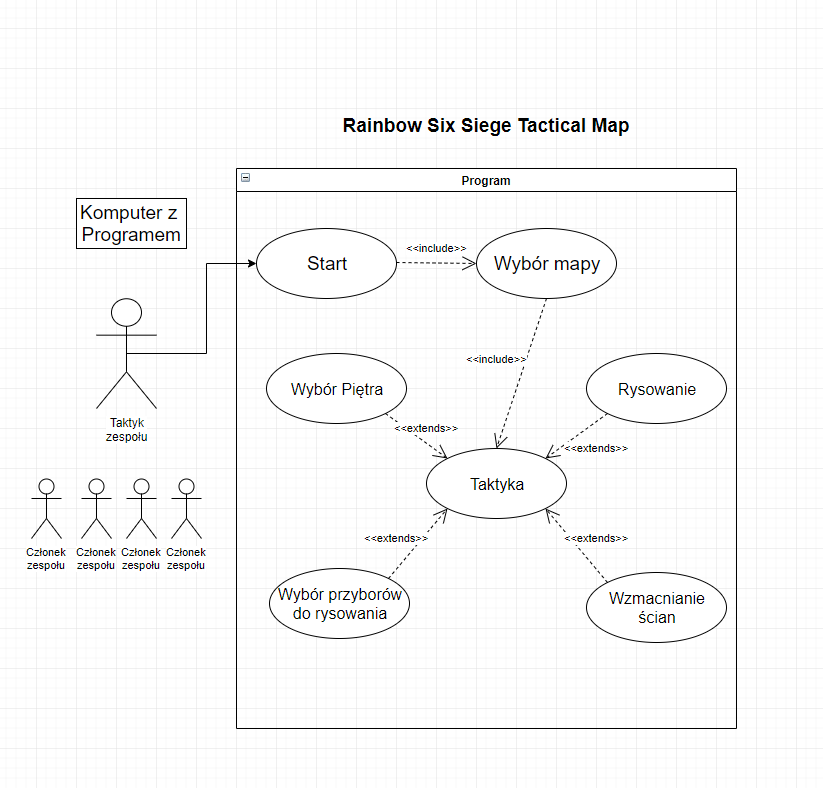 Rainbow Six Siege Tactical Map
Program
Komputer z
Programem
Start
<<include>>
Wybór mapy
<<include>>
Wybór Piętra
Rysowanie
<<extends>>
<<extends>>
Taktyk
zespołu
Taktyka
<<extends>>
<<extends>>
Członek
zespołu
Członek
zespołu
Członek
zespołu
Członek
zespołu
Wybór przyborów
do rysowania
Wzmacnianie
ścian